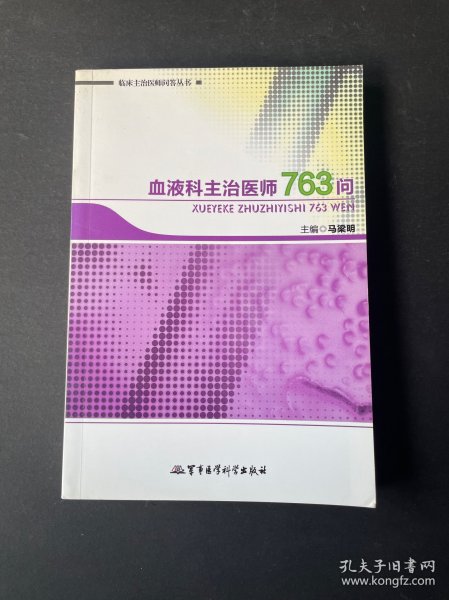 临床主治医师问答丛书
血液科主治医师763问
XUEYEKE ZHUZHIYISHI 763 WEN
主编◇马梁明
军事医学科学出版社
孔夫子旧书网
www.kongfz.com